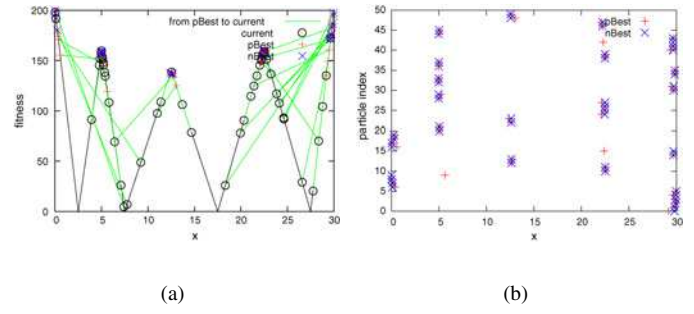 from pBest to current
current
pBest
nBest
200
150
100
50
0
fitness
0 5 10 15 20 25 30
x
(a)
pBest
nBest
50
45
40
35
30
25
20
15
10
5
0
particle index
0 5 10 15 20 25 30
x
(b)